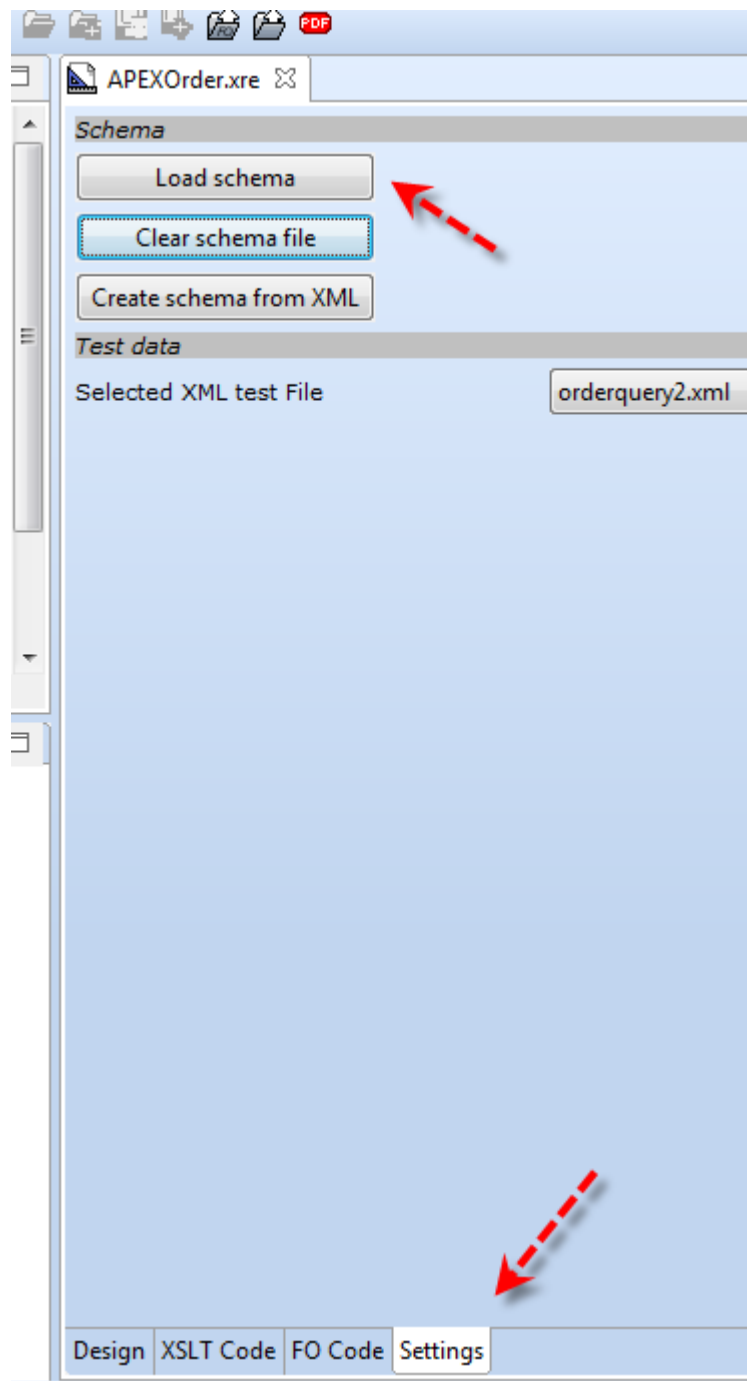 PDF
APEXOrder.xre
Schema
Load schema
Clear schema file
Create schema from XML
Test data
Selected XML test File orderquery2.xml
Design XSLT Code FO Code Settings